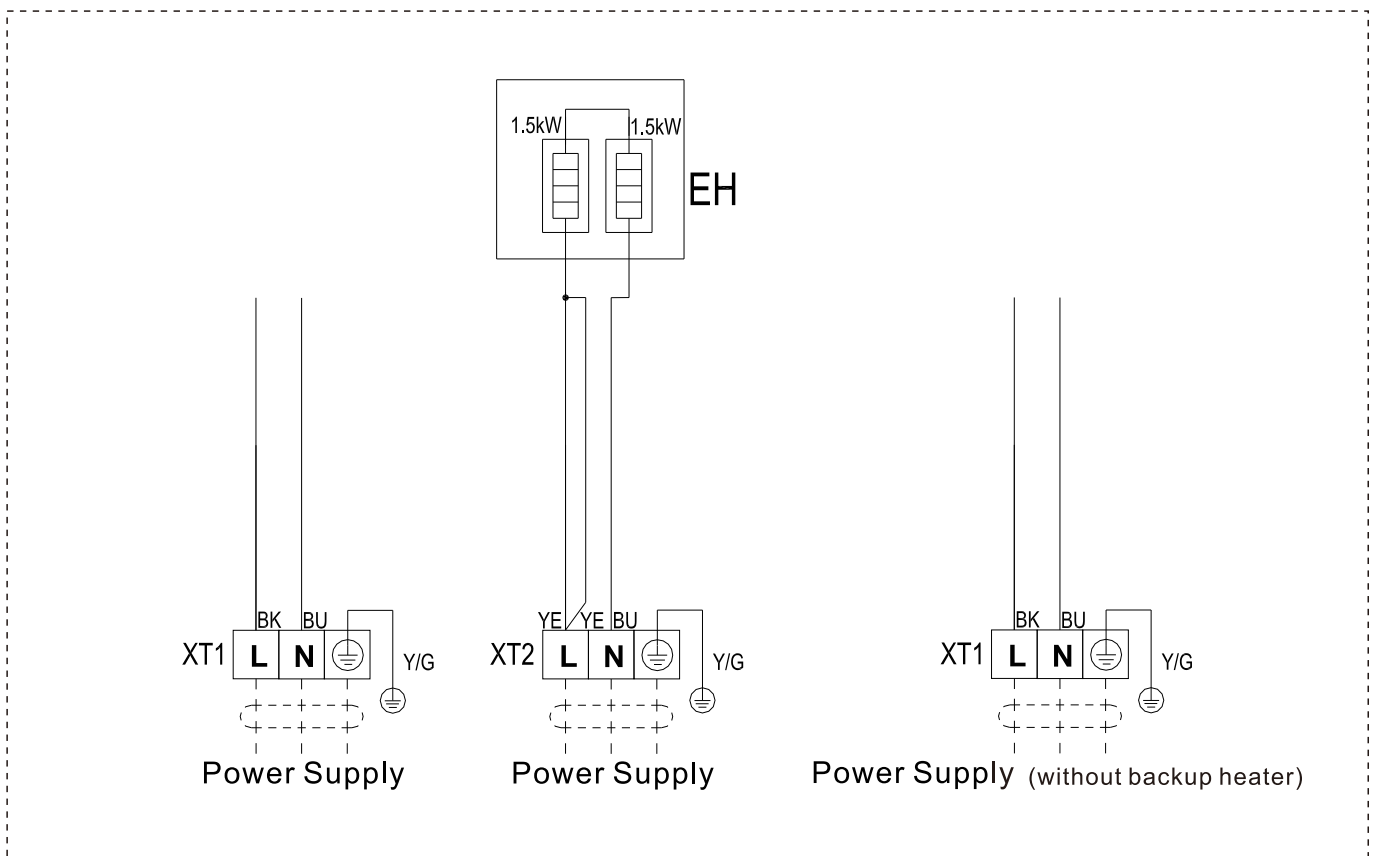 1.5kW 1.5kW
EH
BK BU
XT1 L N Y/G
YE YE BU
XT2 L N Y/G
BK BU
XT1 L N Y/G
Power Supply
Power Supply
Power Supply (without backup heater)